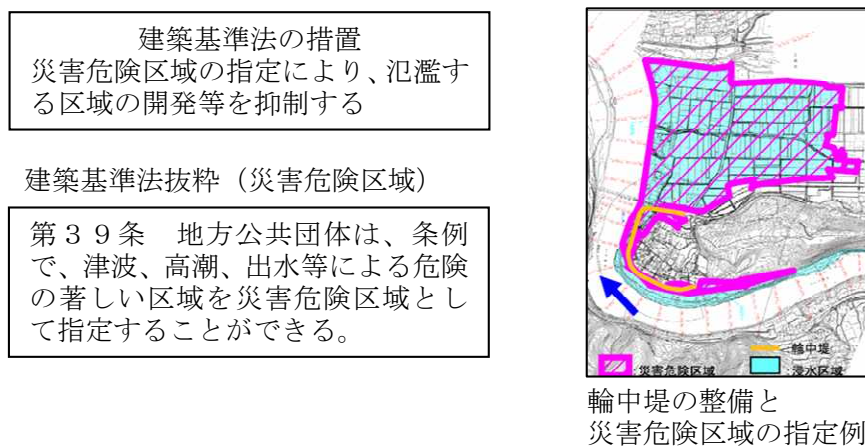 建築基準法の措置
災害危険区域の指定により、氾濫す
る区域の開発等を抑制する
建築基準法抜粋（災害危険区域）
第３９条　地方公共団体は、条例
で、津波、高潮、出水等による危険
の著しい区域を災害危険区域とし
て指定することができる。
輪中堤
災害危険区域
浸水区域
輪中堤の整備と
災害危険区域の指定例